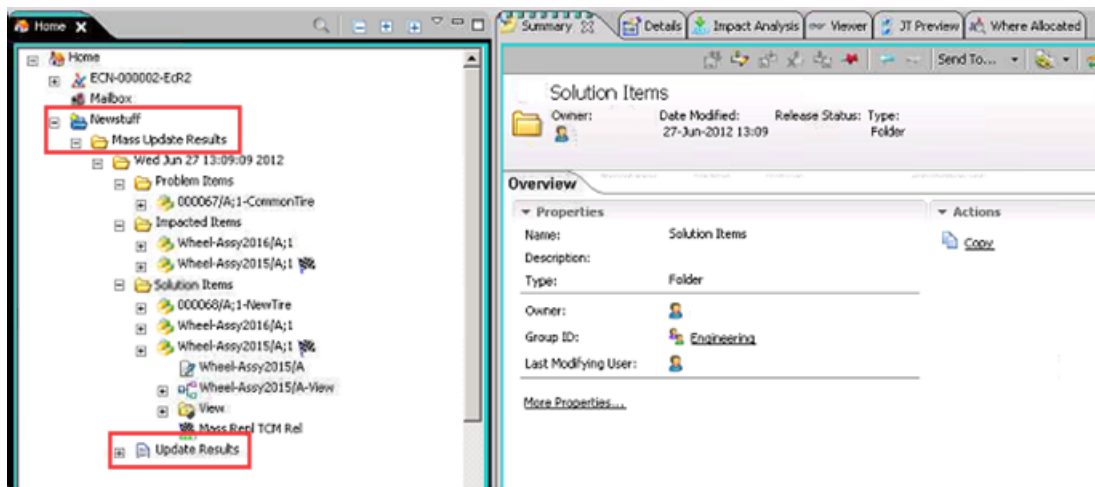 Home
Summary
Details
Impact Analysis
Viewer
JT Preview
Where Allocated
Home
ECN-000002-EcR2
Mailbox
Newstuff
Mass Update Results
Wed Jun 27 13:09:09 2012
Problem Items
000067/A;1-CommonTire
Impacted Items
Wheel-Assy2016/A;1
Wheel-Assy2015/A;1
Solution Items
000068/A;1-NewTire
Wheel-Assy2016/A;1
Wheel-Assy2015/A;1
Wheel-Assy2015/A
Wheel-Assy2015/A-View
View
Mass Repl TCM Rel
Update Results
Send To...
Solution Items
Owner:
Date Modified:
27-Jun-2012 13:09
Release Status:
Type:
Folder
Overview
Properties
Name: Solution Items
Description:
Type: Folder
Owner:
Group ID: Engineering
Last Modifying User:
More Properties...
Actions
Copy